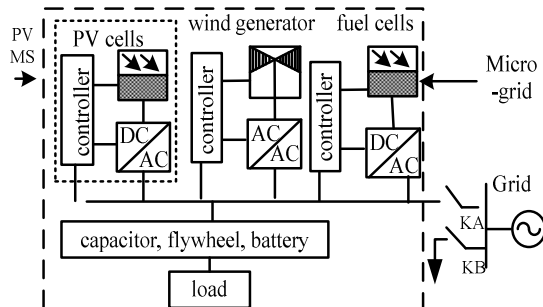 PV
MS
PV cells
wind generator
fuel cells
controller
controller
controller
DC
AC
AC
AC
DC
AC
Micro
-grid
Grid
KA
KB
capacitor, flywheel, battery
load